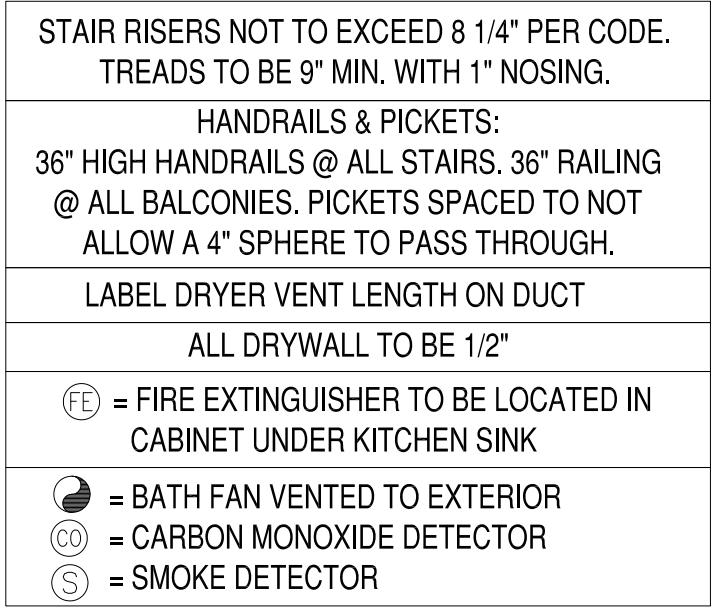 STAIR RISERS NOT TO EXCEED 8 1/4" PER CODE.
TREADS TO BE 9" MIN. WITH 1" NOSING.
HANDRAILS & PICKETS:
36" HIGH HANDRAILS @ ALL STAIRS. 36" RAILING
@ ALL BALCONIES. PICKETS SPACED TO NOT
ALLOW A 4" SPHERE TO PASS THROUGH.
LABEL DRYER VENT LENGTH ON DUCT
ALL DRYWALL TO BE 1/2"
FE = FIRE EXTINGUISHER TO BE LOCATED IN
CABINET UNDER KITCHEN SINK
= BATH FAN VENTED TO EXTERIOR
CO = CARBON MONOXIDE DETECTOR
S = SMOKE DETECTOR